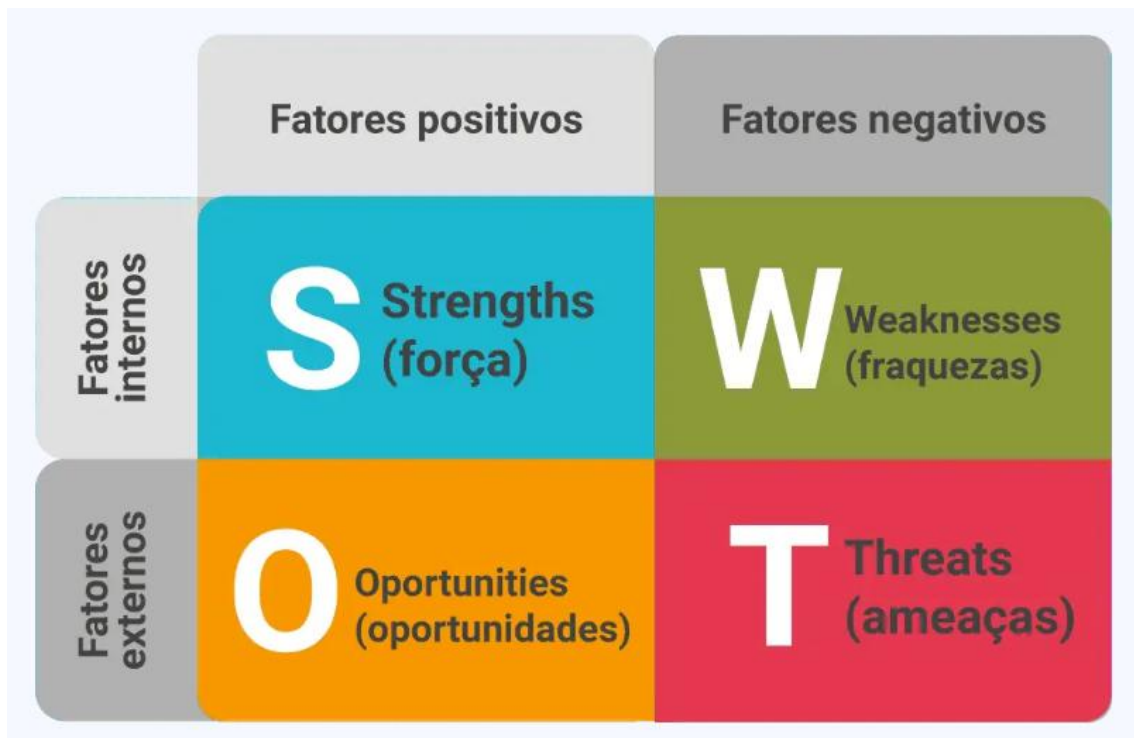 Fatores positivos
Fatores negativos
Fatores
internos
S
Strengths
(força)
W
Weaknesses
(fraquezas)
Fatores
externos
O
Oportunities
(oportunidades)
T
Threats
(ameaças)